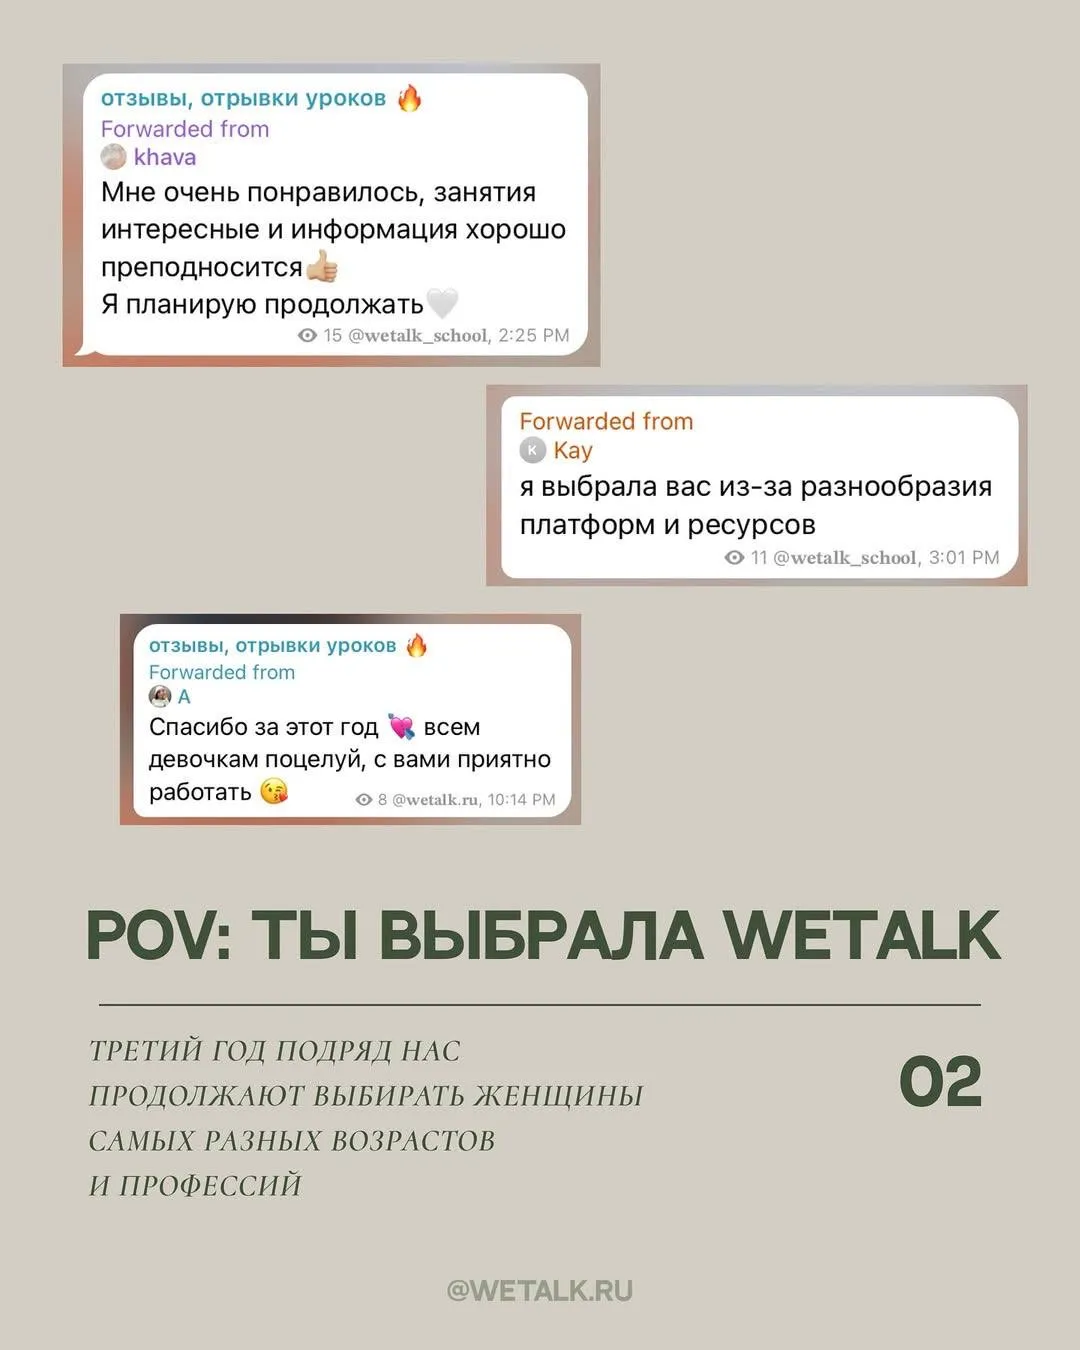 отзывы, отрывки уроков 🔥
Forwarded from
khava
Мне очень понравилось, занятия
интересные и информация хорошо
преподносится👍🏼
Я планирую продолжать🤍
15 @wetalk_school, 2:25 PM
Forwarded from
K Kay
я выбрала вас из-за разнообразия
платформ и ресурсов
11 @wetalk_school, 3:01 PM
отзывы, отрывки уроков 🔥
Forwarded from
A
Спасибо за этот год 💘 всем
девочкам поцелуй, с вами приятно
работать 😘
8 @wetalk.ru, 10:14 PM
POV: ТЫ ВЫБРАЛА WETALK
ТРЕТИЙ ГОД ПОДРЯД НАС
ПРОДОЛЖАЮТ ВЫБИРАТЬ ЖЕНЩИНЫ
САМЫХ РАЗНЫХ ВОЗРАСТОВ
И ПРОФЕССИЙ
02
@WETALK.RU